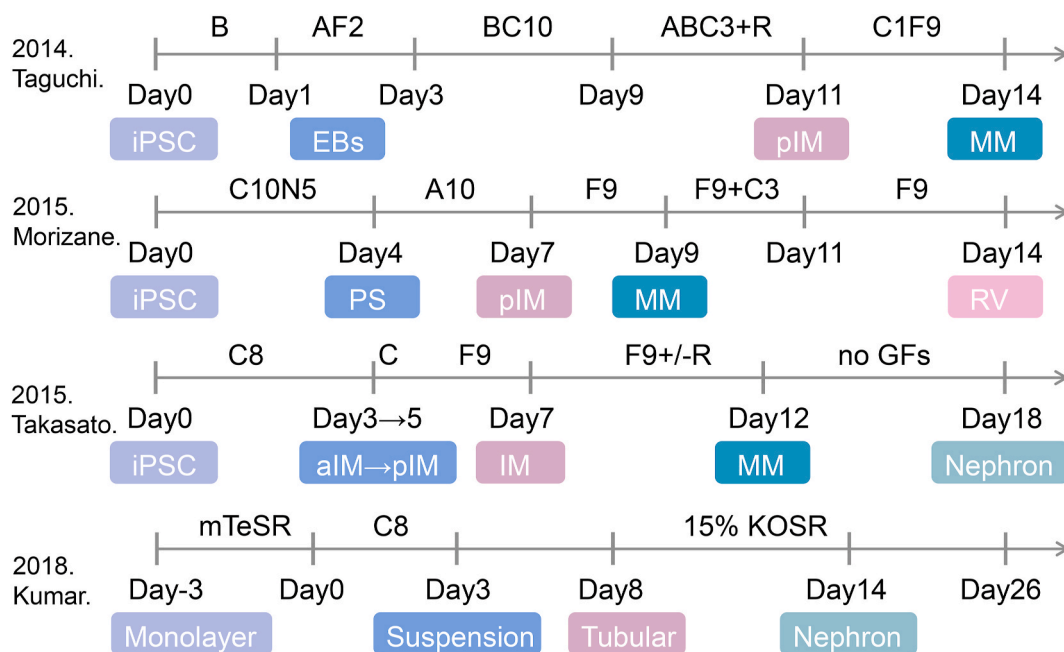 B AF2 BC10 ABC3+R C1F9
2014.
Taguchi.
Day0 Day1 Day3 Day9 Day11 Day14
iPSC EBs pIM MM
C10N5 A10 F9 F9+C3 F9
2015.
Morizane.
Day0 Day4 Day7 Day9 Day11 Day14
iPSC PS pIM MM RV
C8 C F9 F9+/-R no GFs
2015.
Takasato.
Day0 Day3→5 Day7 Day12 Day18
iPSC aIM→pIM IM MM Nephron
mTeSR C8 15% KOSR
2018.
Kumar.
Day-3 Day0 Day3 Day8 Day14 Day26
Monolayer Suspension Tubular Nephron